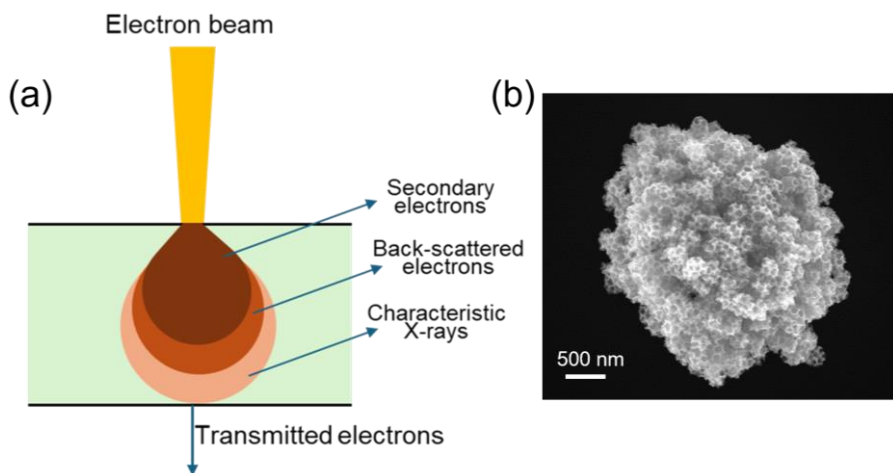 Electron beam
(a)
Secondary
electrons
Back-scattered
electrons
Characteristic
X-rays
Transmitted electrons
(b)
500 nm